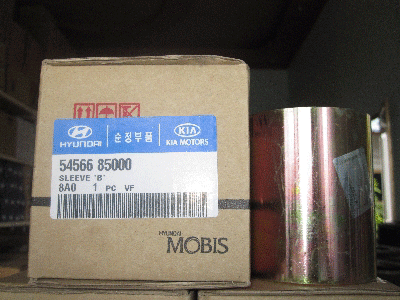 HYUNDAI 순정부품 KIA KIA MOTORS
54566 85000
SLEEVE 'B'
8A0 1 PC VF
HYUNDAI
MOBIS